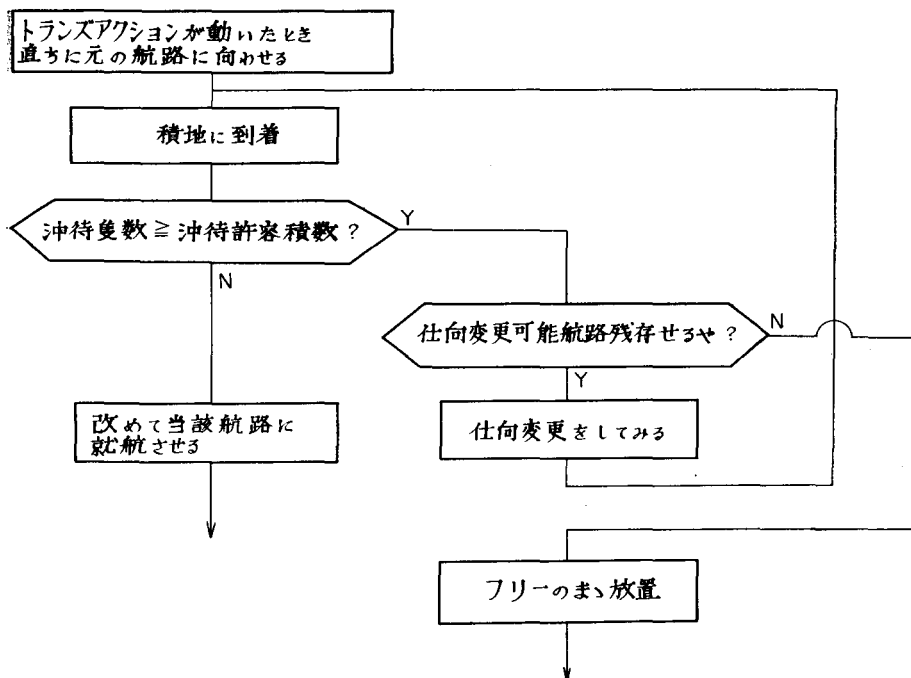 トランズアクションが動いたとき
直ちに元の航路に向わせる
積地に到着
沖待隻数≧沖待許容積数?
Y
N
仕向変更可能航路残存せるや?
N
Y
改めて当該航路に
就航させる
仕向変更をしてみる
フリーのまゝ放置